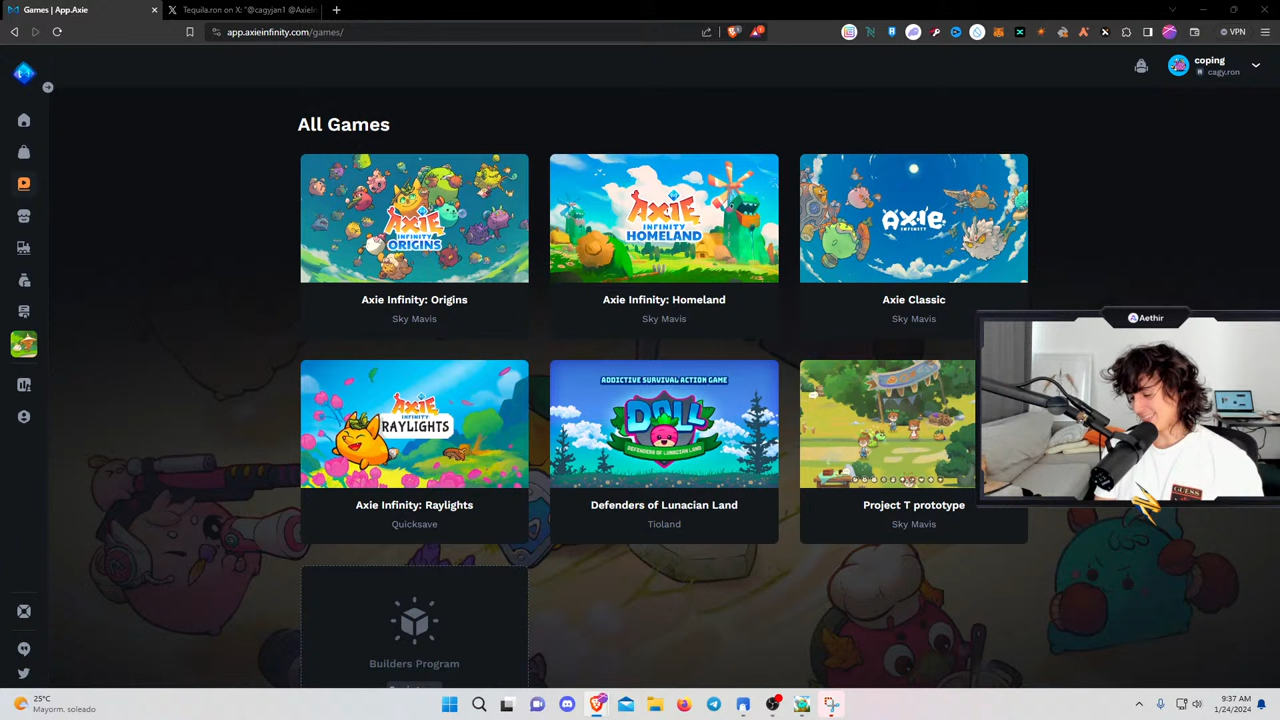 Games | App.Axie
Tequila.ron on X: "@cagyjan1 @AxieIn
app.axieinfinity.com/games/
VPN
coping
cagy.ron
All Games
AXIE
INFINITY
ORIGINS
AXIE
INFINITY
HOMELAND
AXIE
INFINITY
Axie Infinity: Origins
Sky Mavis
Axie Infinity: Homeland
Sky Mavis
Axie Classic
Sky Mavis
Aethir
AXIE
INFINITY
RAYLIGHTS
ADDICTIVE SURVIVAL ACTION GAME
DOLL
DEFENDERS OF LUNACIAN LAND
GUESS
Axie Infinity: Raylights
Quicksave
Defenders of Lunacian Land
Tioland
Project T prototype
Sky Mavis
Builders Program
25°C
Mayorm. soleado
9:37 AM
1/24/2024